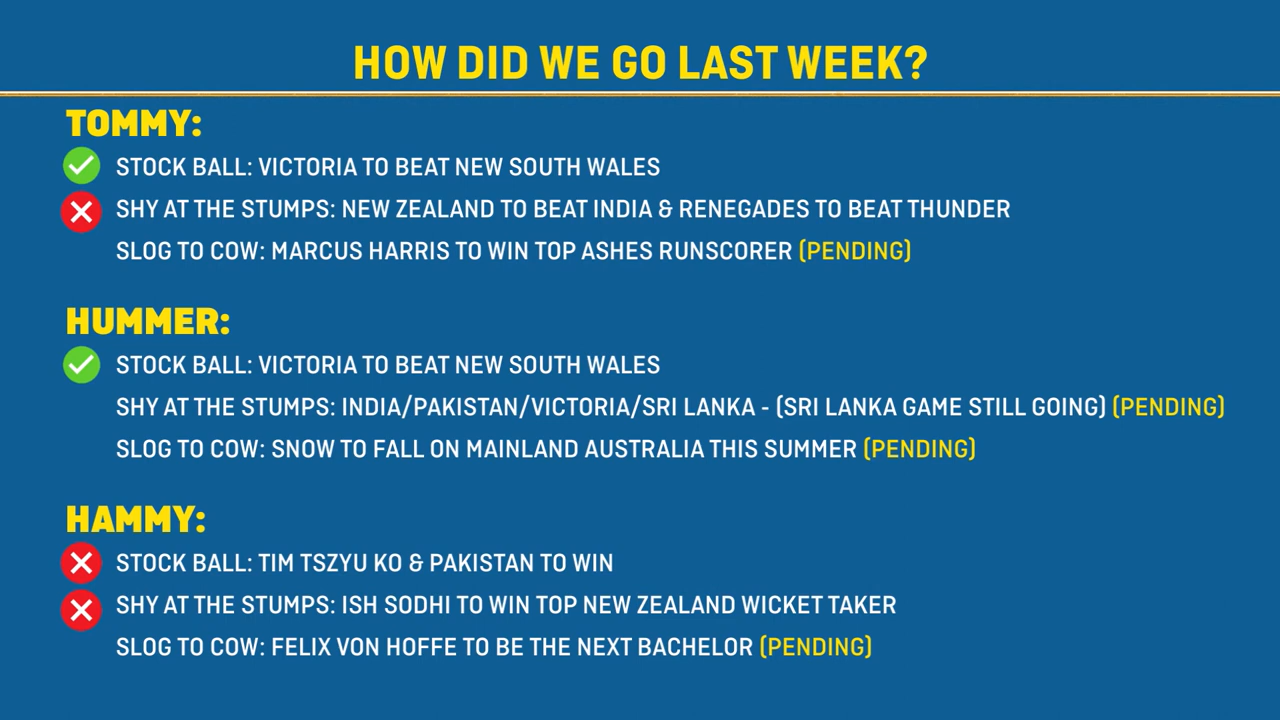 HOW DID WE GO LAST WEEK?
TOMMY:
STOCK BALL: VICTORIA TO BEAT NEW SOUTH WALES
SHY AT THE STUMPS: NEW ZEALAND TO BEAT INDIA & RENEGADES TO BEAT THUNDER
SLOG TO COW: MARCUS HARRIS TO WIN TOP ASHES RUNSCORER (PENDING)
HUMMER:
STOCK BALL: VICTORIA TO BEAT NEW SOUTH WALES
SHY AT THE STUMPS: INDIA/PAKISTAN/VICTORIA/SRI LANKA - (SRI LANKA GAME STILL GOING) (PENDING)
SLOG TO COW: SNOW TO FALL ON MAINLAND AUSTRALIA THIS SUMMER (PENDING)
HAMMY:
STOCK BALL: TIM TSZYU KO & PAKISTAN TO WIN
SHY AT THE STUMPS: ISH SODHI TO WIN TOP NEW ZEALAND WICKET TAKER
SLOG TO COW: FELIX VON HOFFE TO BE THE NEXT BACHELOR (PENDING)